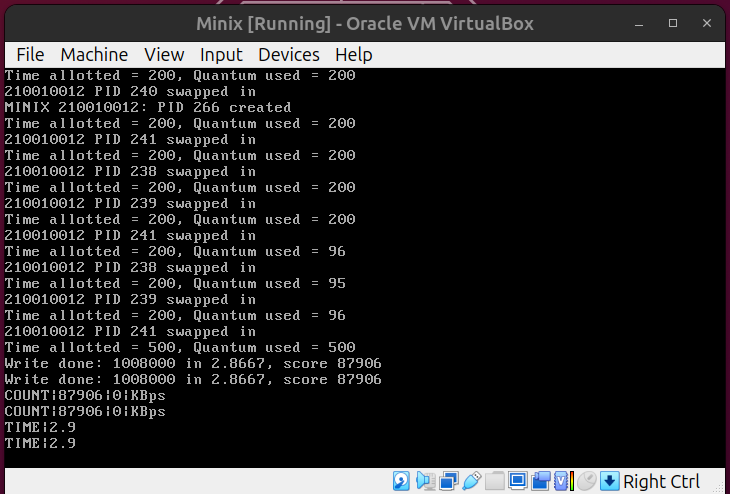 Minix [Running] - Oracle VM VirtualBox
File Machine View Input Devices Help
Time allotted = 200, Quantum used = 200
210010012 PID 240 swapped in
MINIX 210010012: PID 266 created
Time allotted = 200, Quantum used = 200
210010012 PID 241 swapped in
Time allotted = 200, Quantum used = 200
210010012 PID 238 swapped in
Time allotted = 200, Quantum used = 200
210010012 PID 239 swapped in
Time allotted = 200, Quantum used = 200
210010012 PID 241 swapped in
Time allotted = 200, Quantum used = 96
210010012 PID 238 swapped in
Time allotted = 200, Quantum used = 95
210010012 PID 239 swapped in
Time allotted = 200, Quantum used = 96
210010012 PID 241 swapped in
Time allotted = 500, Quantum used = 500
Write done: 1008000 in 2.8667, score 87906
Write done: 1008000 in 2.8667, score 87906
COUNT|87906|0|KBps
COUNT|87906|0|KBps
TIME|2.9
TIME|2.9
Right Ctrl